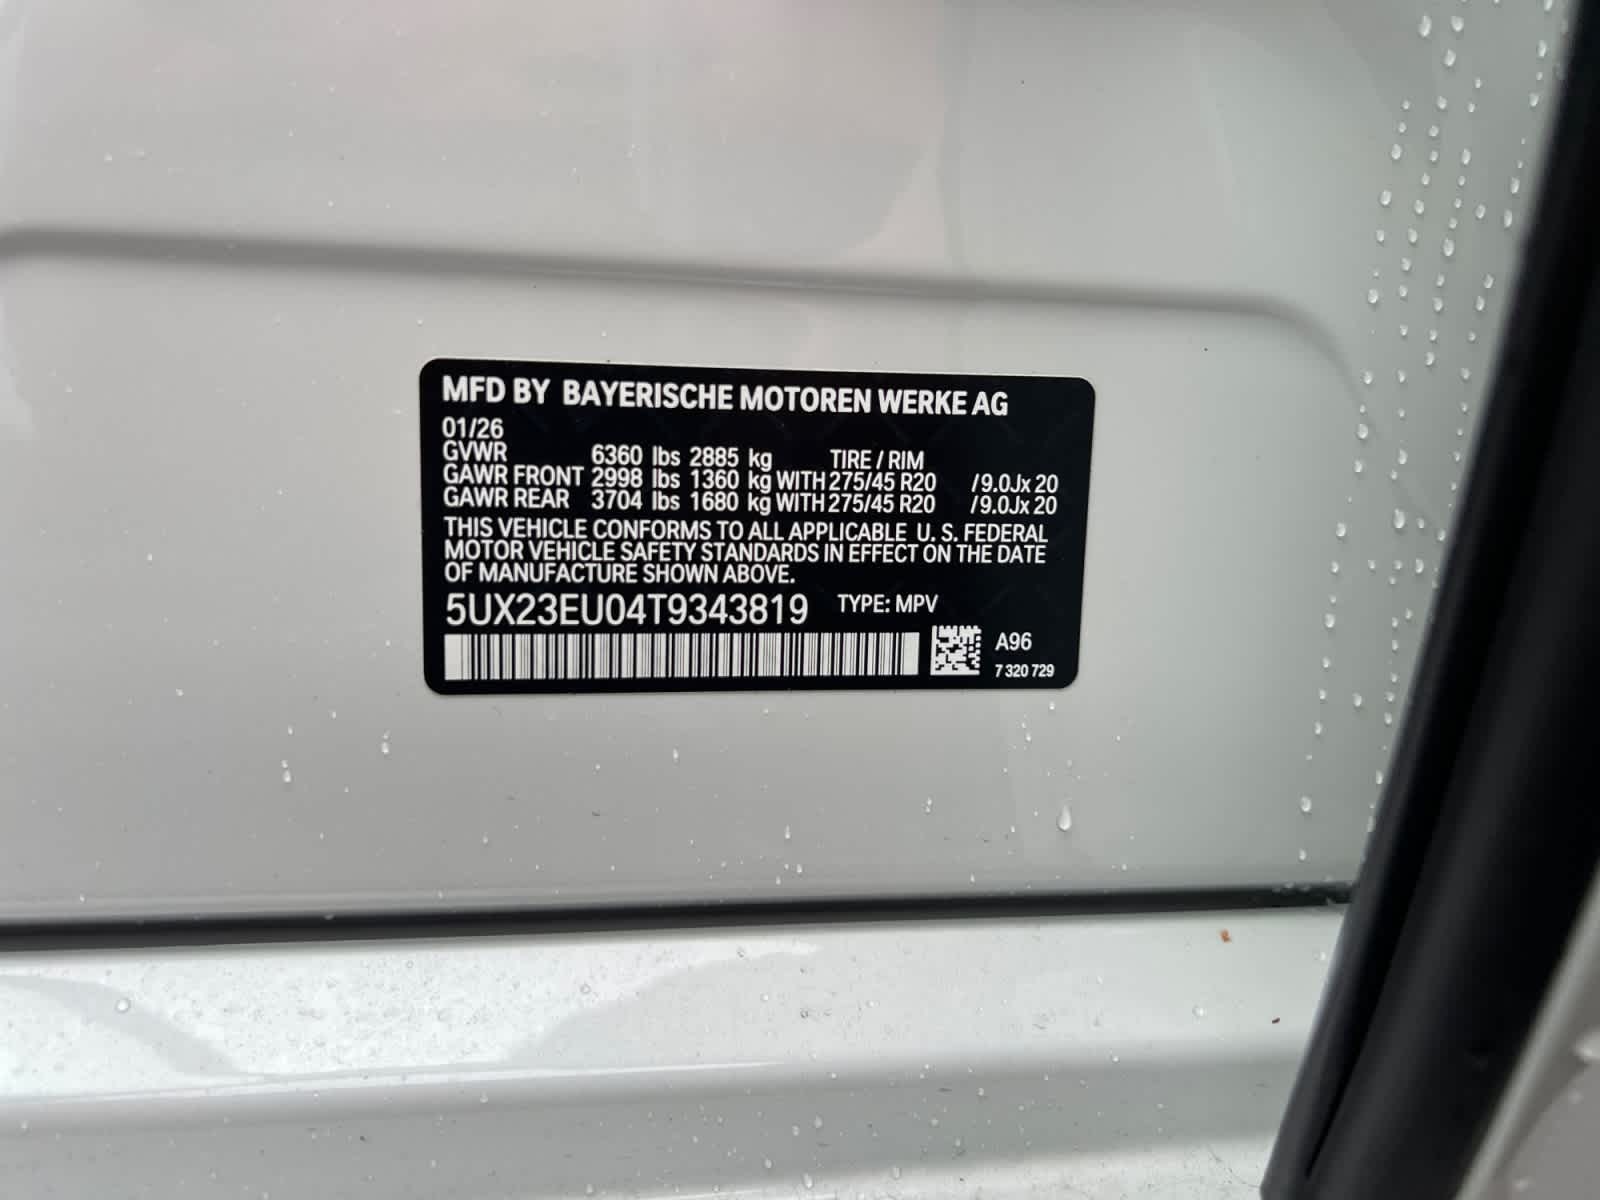 MFD BY BAYERISCHE MOTOREN WERKE AG
01/26
GVWR 6360 lbs 2885 kg TIRE / RIM
GAWR FRONT 2998 lbs 1360 kg WITH 275/45 R20 /9.0Jx 20
GAWR REAR 3704 lbs 1680 kg WITH 275/45 R20 /9.0Jx 20
THIS VEHICLE CONFORMS TO ALL APPLICABLE U. S. FEDERAL
MOTOR VEHICLE SAFETY STANDARDS IN EFFECT ON THE DATE
OF MANUFACTURE SHOWN ABOVE.
5UX23EU04T9343819 TYPE: MPV
A96
7 320 729